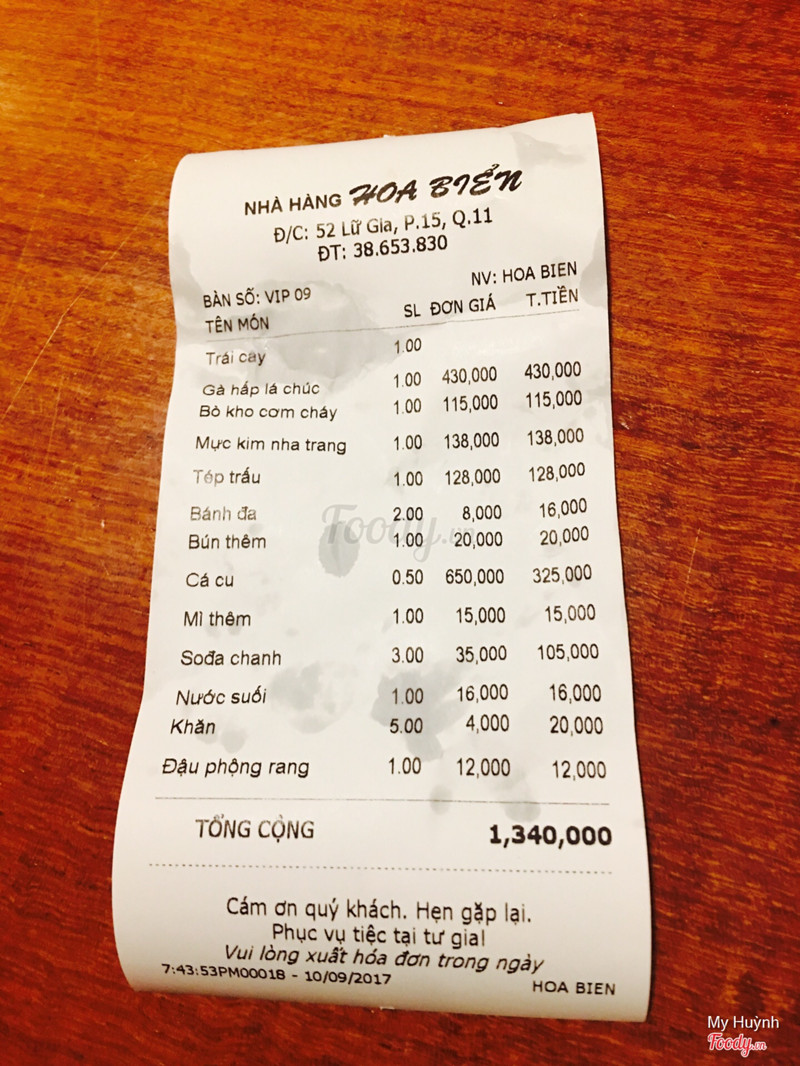 NHÀ HÀNG HOA BIỂN
Đ/C: 52 Lữ Gia, P.15, Q.11
ĐT: 38.653.830
BÀN SỐ: VIP 09 NV: HOA BIEN
TÊN MÓN SL ĐƠN GIÁ T.TIỀN
Trái cay 1.00
Gà hấp lá chúc 1.00 430,000 430,000
Bò kho cơm cháy 1.00 115,000 115,000
Mực kim nha trang 1.00 138,000 138,000
Tép trấu 1.00 128,000 128,000
Bánh đa 2.00 8,000 16,000
Bún thêm 1.00 20,000 20,000
Cá cu 0.50 650,000 325,000
Mì thêm 1.00 15,000 15,000
Sođa chanh 3.00 35,000 105,000
Nước suối 1.00 16,000 16,000
Khăn 5.00 4,000 20,000
Đậu phộng rang 1.00 12,000 12,000
TỔNG CỘNG 1,340,000
Cám ơn quý khách. Hẹn gặp lại.
Phục vụ tiệc tại tư gia!
Vui lòng xuất hóa đơn trong ngày
7:43:53PM00018 - 10/09/2017 HOA BIEN
Foody.vn
My Huỳnh
Foody.vn